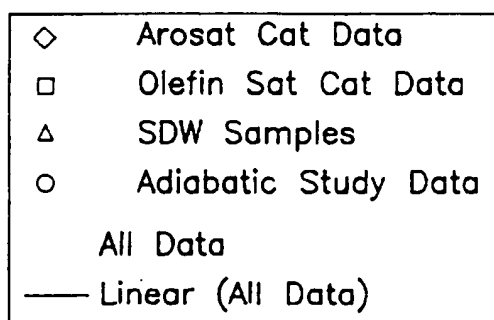 Arosat Cat Data
Olefin Sat Cat Data
SDW Samples
Adiabatic Study Data
All Data
Linear (All Data)